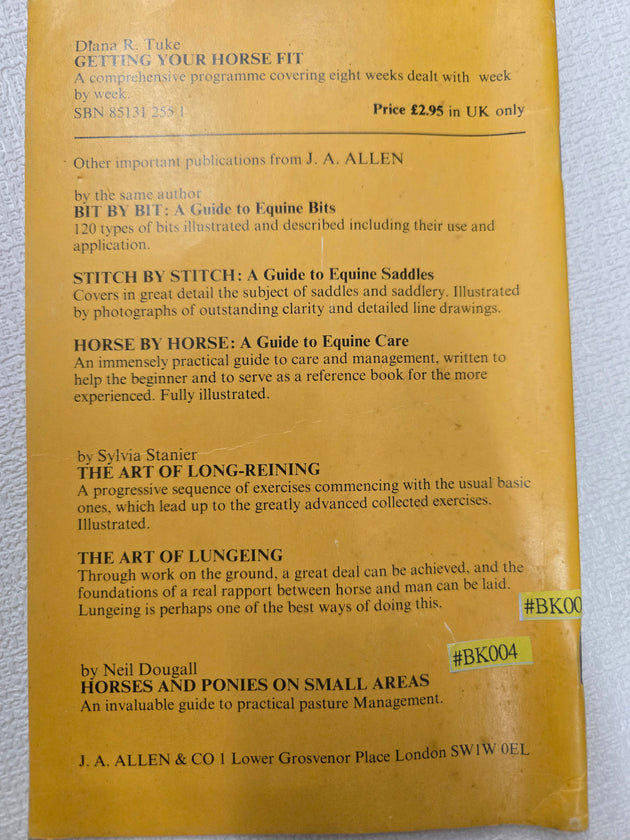 Diana R. Tuke
GETTING YOUR HORSE FIT
A comprehensive programme covering eight weeks dealt with week
by week.
SBN 85131 255 1
Price £2.95 in UK only
Other important publications from J. A. ALLEN
by the same author
BIT BY BIT: A Guide to Equine Bits
120 types of bits illustrated and described including their use and
application.
STITCH BY STITCH: A Guide to Equine Saddles
Covers in great detail the subject of saddles and saddlery. Illustrated
by photographs of outstanding clarity and detailed line drawings.
HORSE BY HORSE: A Guide to Equine Care
An immensely practical guide to care and management, written to
help the beginner and to serve as a reference book for the more
experienced. Fully illustrated.
by Sylvia Stanier
THE ART OF LONG-REINING
A progressive sequence of exercises commencing with the usual basic
ones, which lead up to the greatly advanced collected exercises.
Illustrated.
THE ART OF LUNGEING
Through work on the ground, a great deal can be achieved, and the
foundations of a real rapport between horse and man can be laid.
Lungeing is perhaps one of the best ways of doing this.
#BK00
#BK004
by Neil Dougall
HORSES AND PONIES ON SMALL AREAS
An invaluable guide to practical pasture Management.
J. A. ALLEN & CO 1 Lower Grosvenor Place London SW1W 0EL